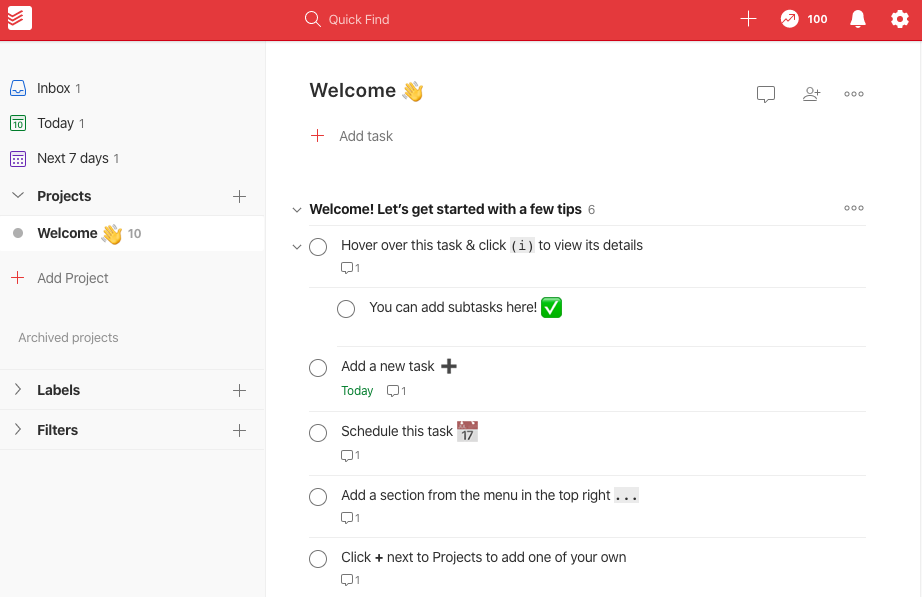 Quick Find
100
Inbox 1
10 Today 1
Next 7 days 1
Projects
Welcome 👋 10
Add Project
Archived projects
Labels
Filters
Welcome 👋
Add task
Welcome! Let's get started with a few tips 6
Hover over this task & click (i) to view its details
1
You can add subtasks here! ✅
Add a new task ➕
Today 1
Schedule this task 📅 17
1
Add a section from the menu in the top right ...
1
Click + next to Projects to add one of your own
1